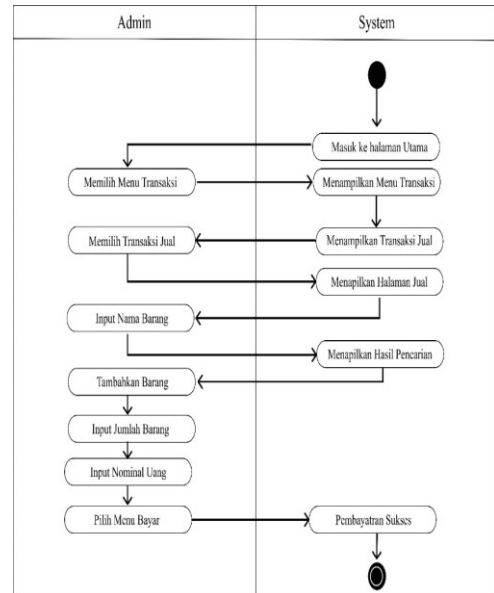 Admin
System
Masuk ke halaman Utama
Memilih Menu Transaksi
Menampilkan Menu Transaksi
Memilih Transaksi Jual
Menampilkan Transaksi Jual
Menapilkan Halaman Jual
Input Nama Barang
Menapilkan Hasil Pencarian
Tambahkan Barang
Input Jumlah Barang
Input Nominal Uang
Pilih Menu Bayar
Pembayatran Sukses